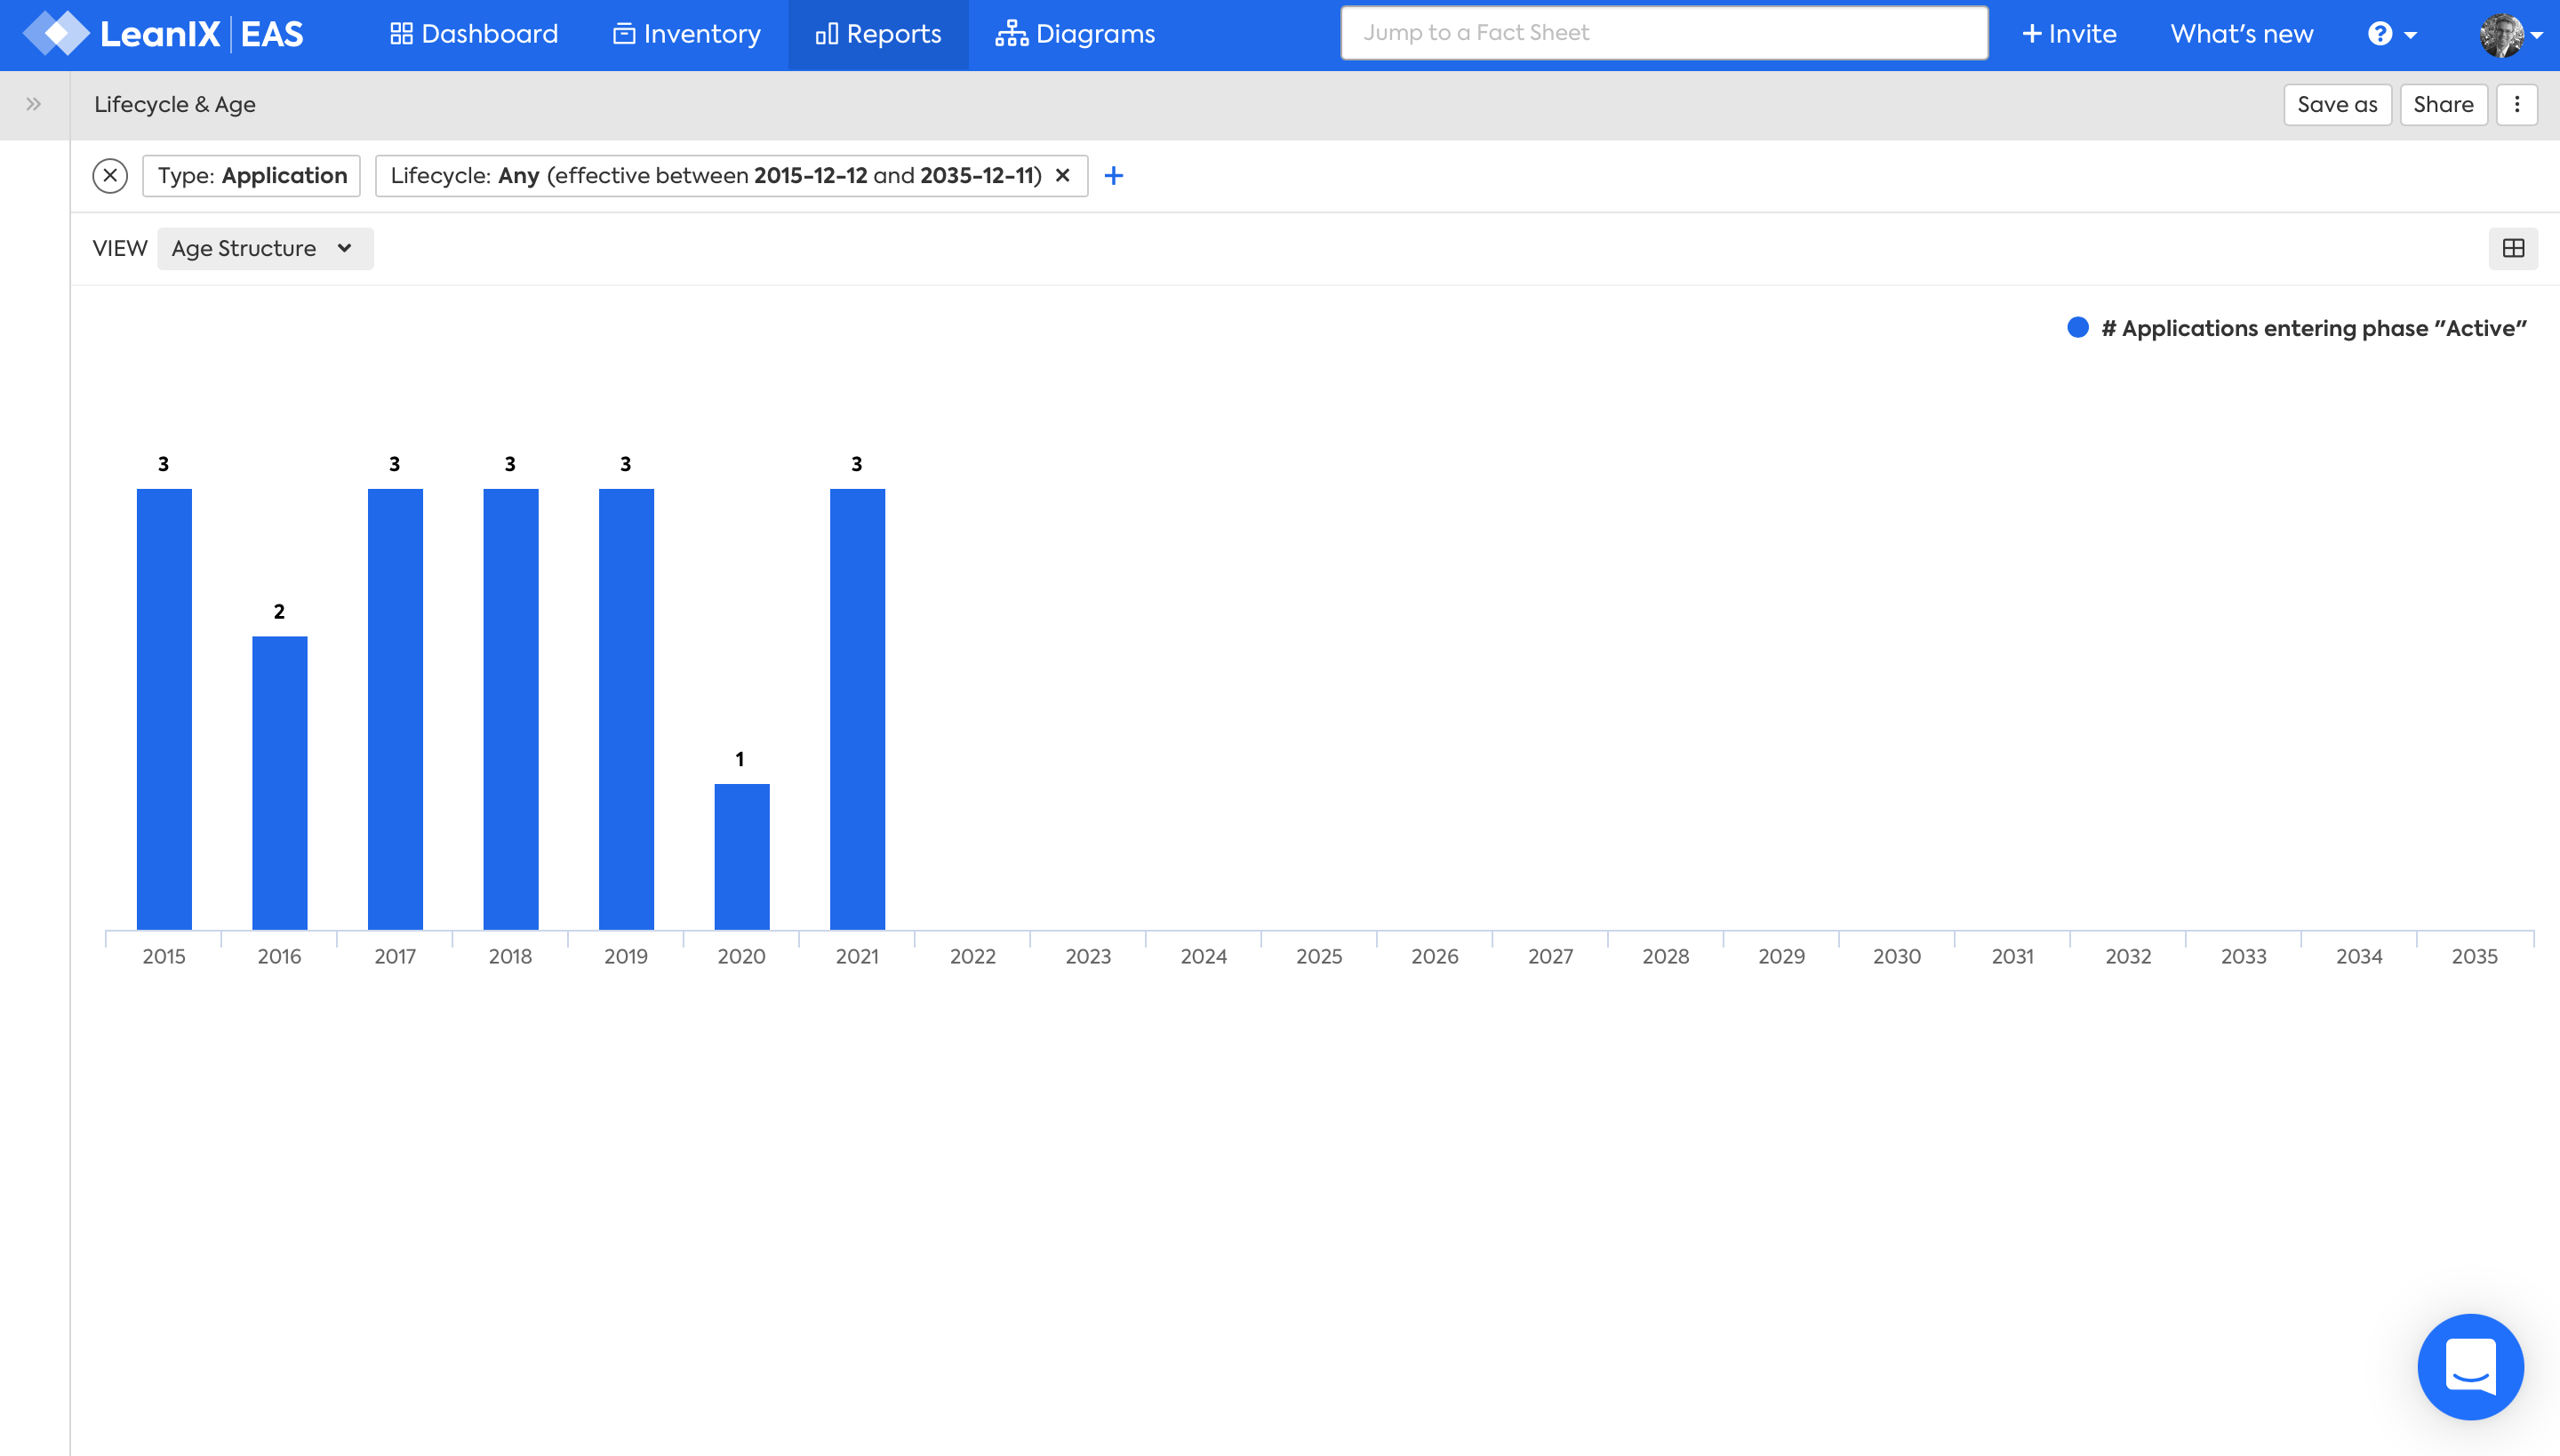 LeanIX EAS Dashboard Inventory Reports Diagrams Jump to a Fact Sheet + Invite What's new ?
Lifecycle & Age Save as Share
Type: Application Lifecycle: Any (effective between 2015-12-12 and 2035-12-11) × +
VIEW Age Structure
# Applications entering phase "Active"
3 3 3 3 3
2
1
2015 2016 2017 2018 2019 2020 2021 2022 2023 2024 2025 2026 2027 2028 2029 2030 2031 2032 2033 2034 2035